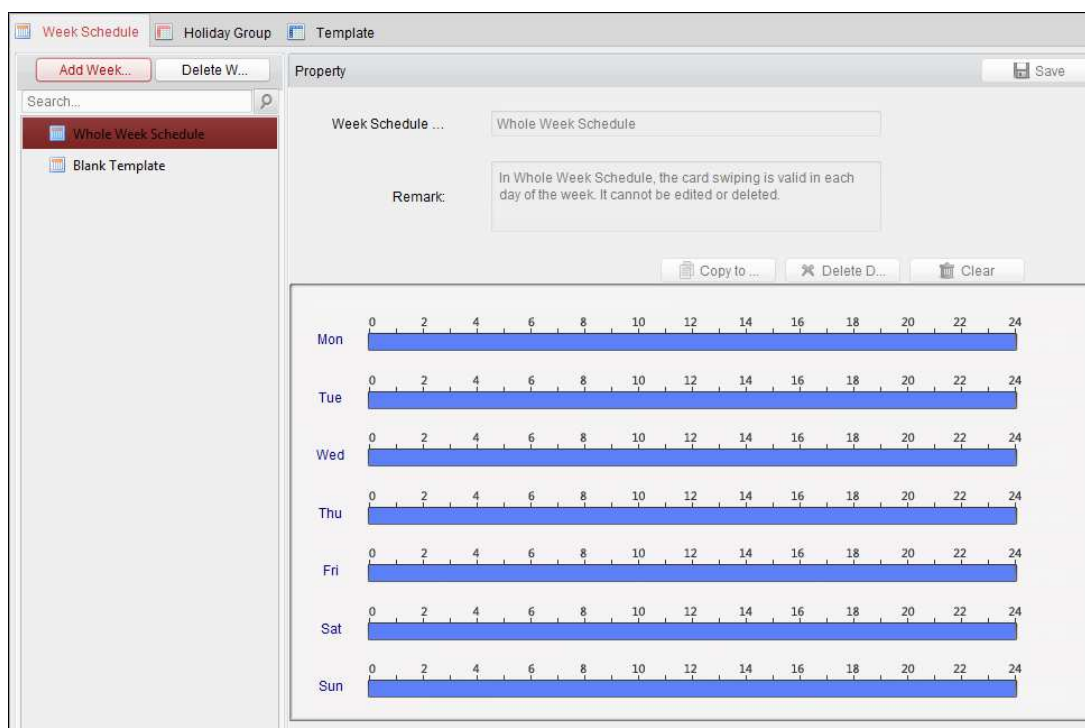 Week Schedule Holiday Group Template
Add Week... Delete W...
Property
Save
Search...
Whole Week Schedule
Blank Template
Week Schedule ... Whole Week Schedule
Remark: In Whole Week Schedule, the card swiping is valid in each
day of the week. It cannot be edited or deleted.
Copy to ... Delete D... Clear
0 2 4 6 8 10 12 14 16 18 20 22 24
Mon
0 2 4 6 8 10 12 14 16 18 20 22 24
Tue
0 2 4 6 8 10 12 14 16 18 20 22 24
Wed
0 2 4 6 8 10 12 14 16 18 20 22 24
Thu
0 2 4 6 8 10 12 14 16 18 20 22 24
Fri
0 2 4 6 8 10 12 14 16 18 20 22 24
Sat
0 2 4 6 8 10 12 14 16 18 20 22 24
Sun